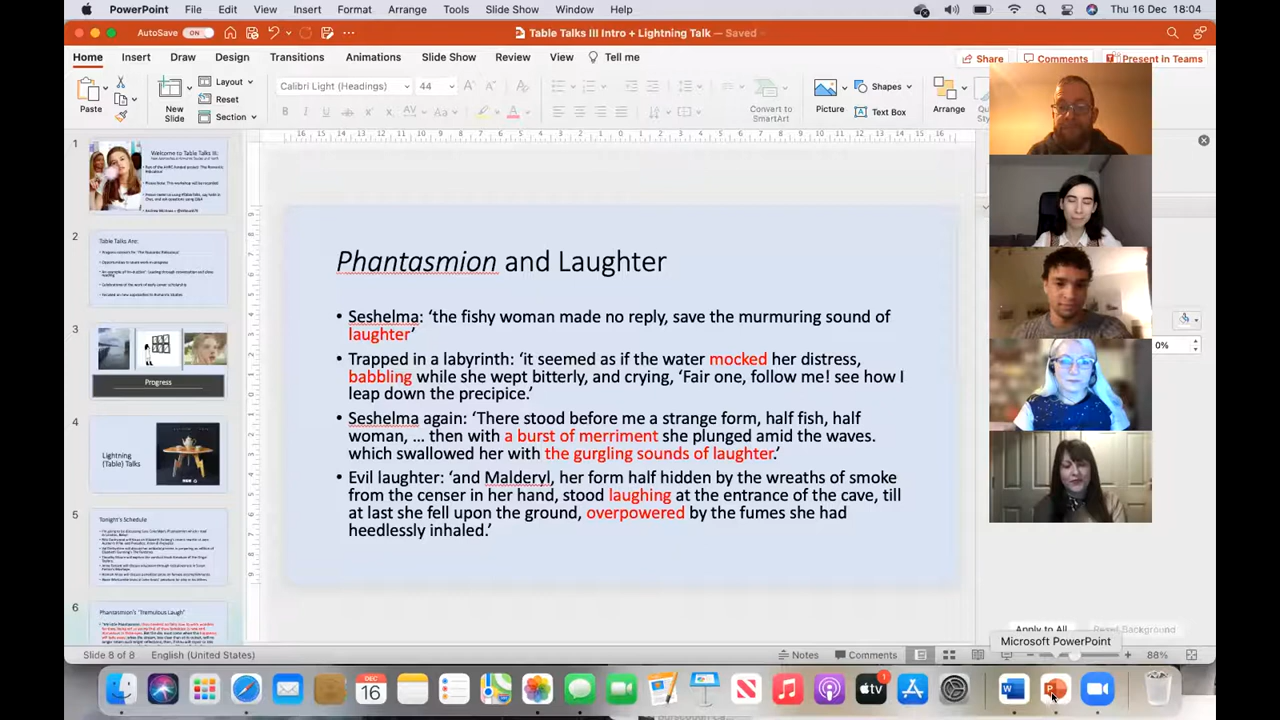 PowerPoint File Edit View Insert Format Arrange Tools Slide Show Window Help Thu 16 Dec 18:04
AutoSave ON Table Talks III Intro + Lightning Talk — Saved
Home Insert Draw Design Transitions Animations Slide Show Review View Tell me Share Comments Present in Teams
Paste New Slide Layout Reset Section Calibri Light (Headings) 44 Convert to SmartArt Picture Shapes Text Box Arrange
1
Welcome to Table Talks III:
2
Table Talks Are:
3
Progress
4
Lightning
(Table) Talks
5
Tonight's Schedule
6
Phantasmion's "Tremulous Laugh"
Phantasmion and Laughter
• Seshelma: ‘the fishy woman made no reply, save the murmuring sound of
laughter’
• Trapped in a labyrinth: ‘it seemed as if the water mocked her distress,
babbling while she wept bitterly, and crying, ‘Fair one, follow me! see how I
leap down the precipice.’
• Seshelma again: ‘There stood before me a strange form, half fish, half
woman, … then with a burst of merriment she plunged amid the waves.
which swallowed her with the gurgling sounds of laughter.’
• Evil laughter: ‘and Maldenyl, her form half hidden by the wreaths of smoke
from the censer in her hand, stood laughing at the entrance of the cave, till
at last she fell upon the ground, overpowered by the fumes she had
heedlessly inhaled.’
0%
Apply to All Reset Background
Microsoft PowerPoint
Slide 8 of 8 English (United States) Notes Comments 88%
DEC
16
tv
1